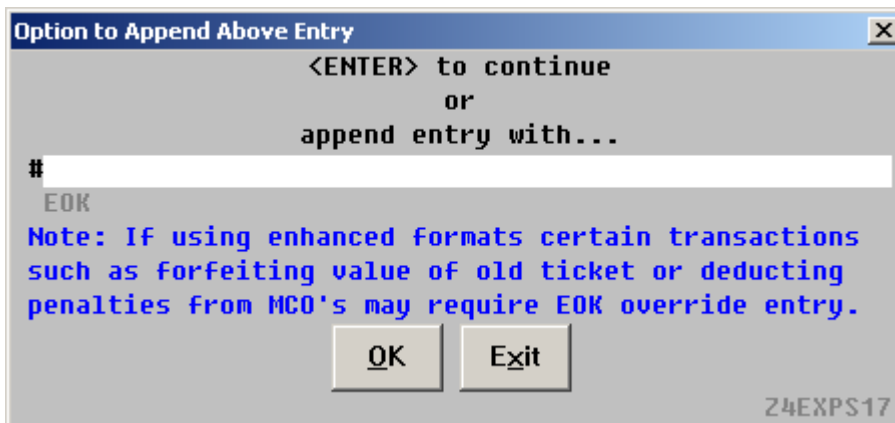 Option to Append Above Entry
<ENTER> to continue
or
append entry with...
#
EOK
Note: If using enhanced formats certain transactions
such as forfeiting value of old ticket or deducting
penalties from MCO's may require EOK override entry.
OK Exit
Z4EXPS17